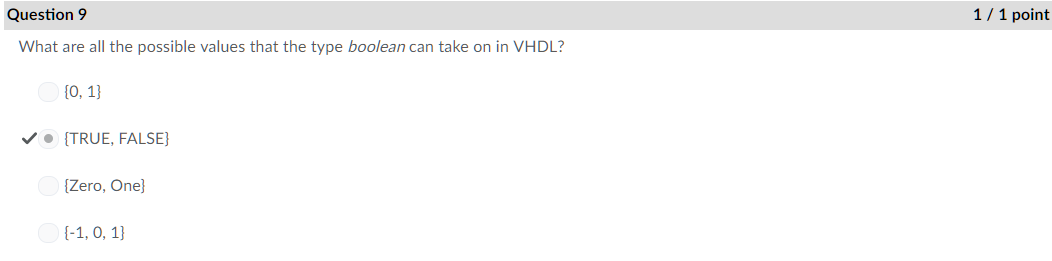 Question 9 1 / 1 point
What are all the possible values that the type boolean can take on in VHDL?
{0, 1}
{TRUE, FALSE}
{Zero, One}
{-1, 0, 1}